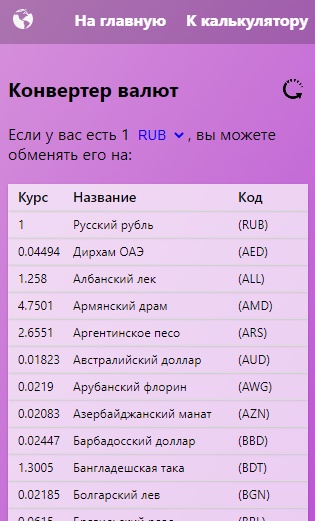 На главную К калькулятору
Конвертер валют
Если у вас есть 1 RUB , вы можете
обменять его на:
Курс Название Код
1 Русский рубль (RUB)
0.04494 Дирхам ОАЭ (AED)
1.258 Албанский лек (ALL)
4.7501 Армянский драм (AMD)
2.6551 Аргентинское песо (ARS)
0.01823 Австралийский доллар (AUD)
0.0219 Арубанский флорин (AWG)
0.02083 Азербайджанский манат (AZN)
0.02447 Барбадосский доллар (BBD)
1.3005 Бангладешская така (BDT)
0.02185 Болгарский лев (BGN)